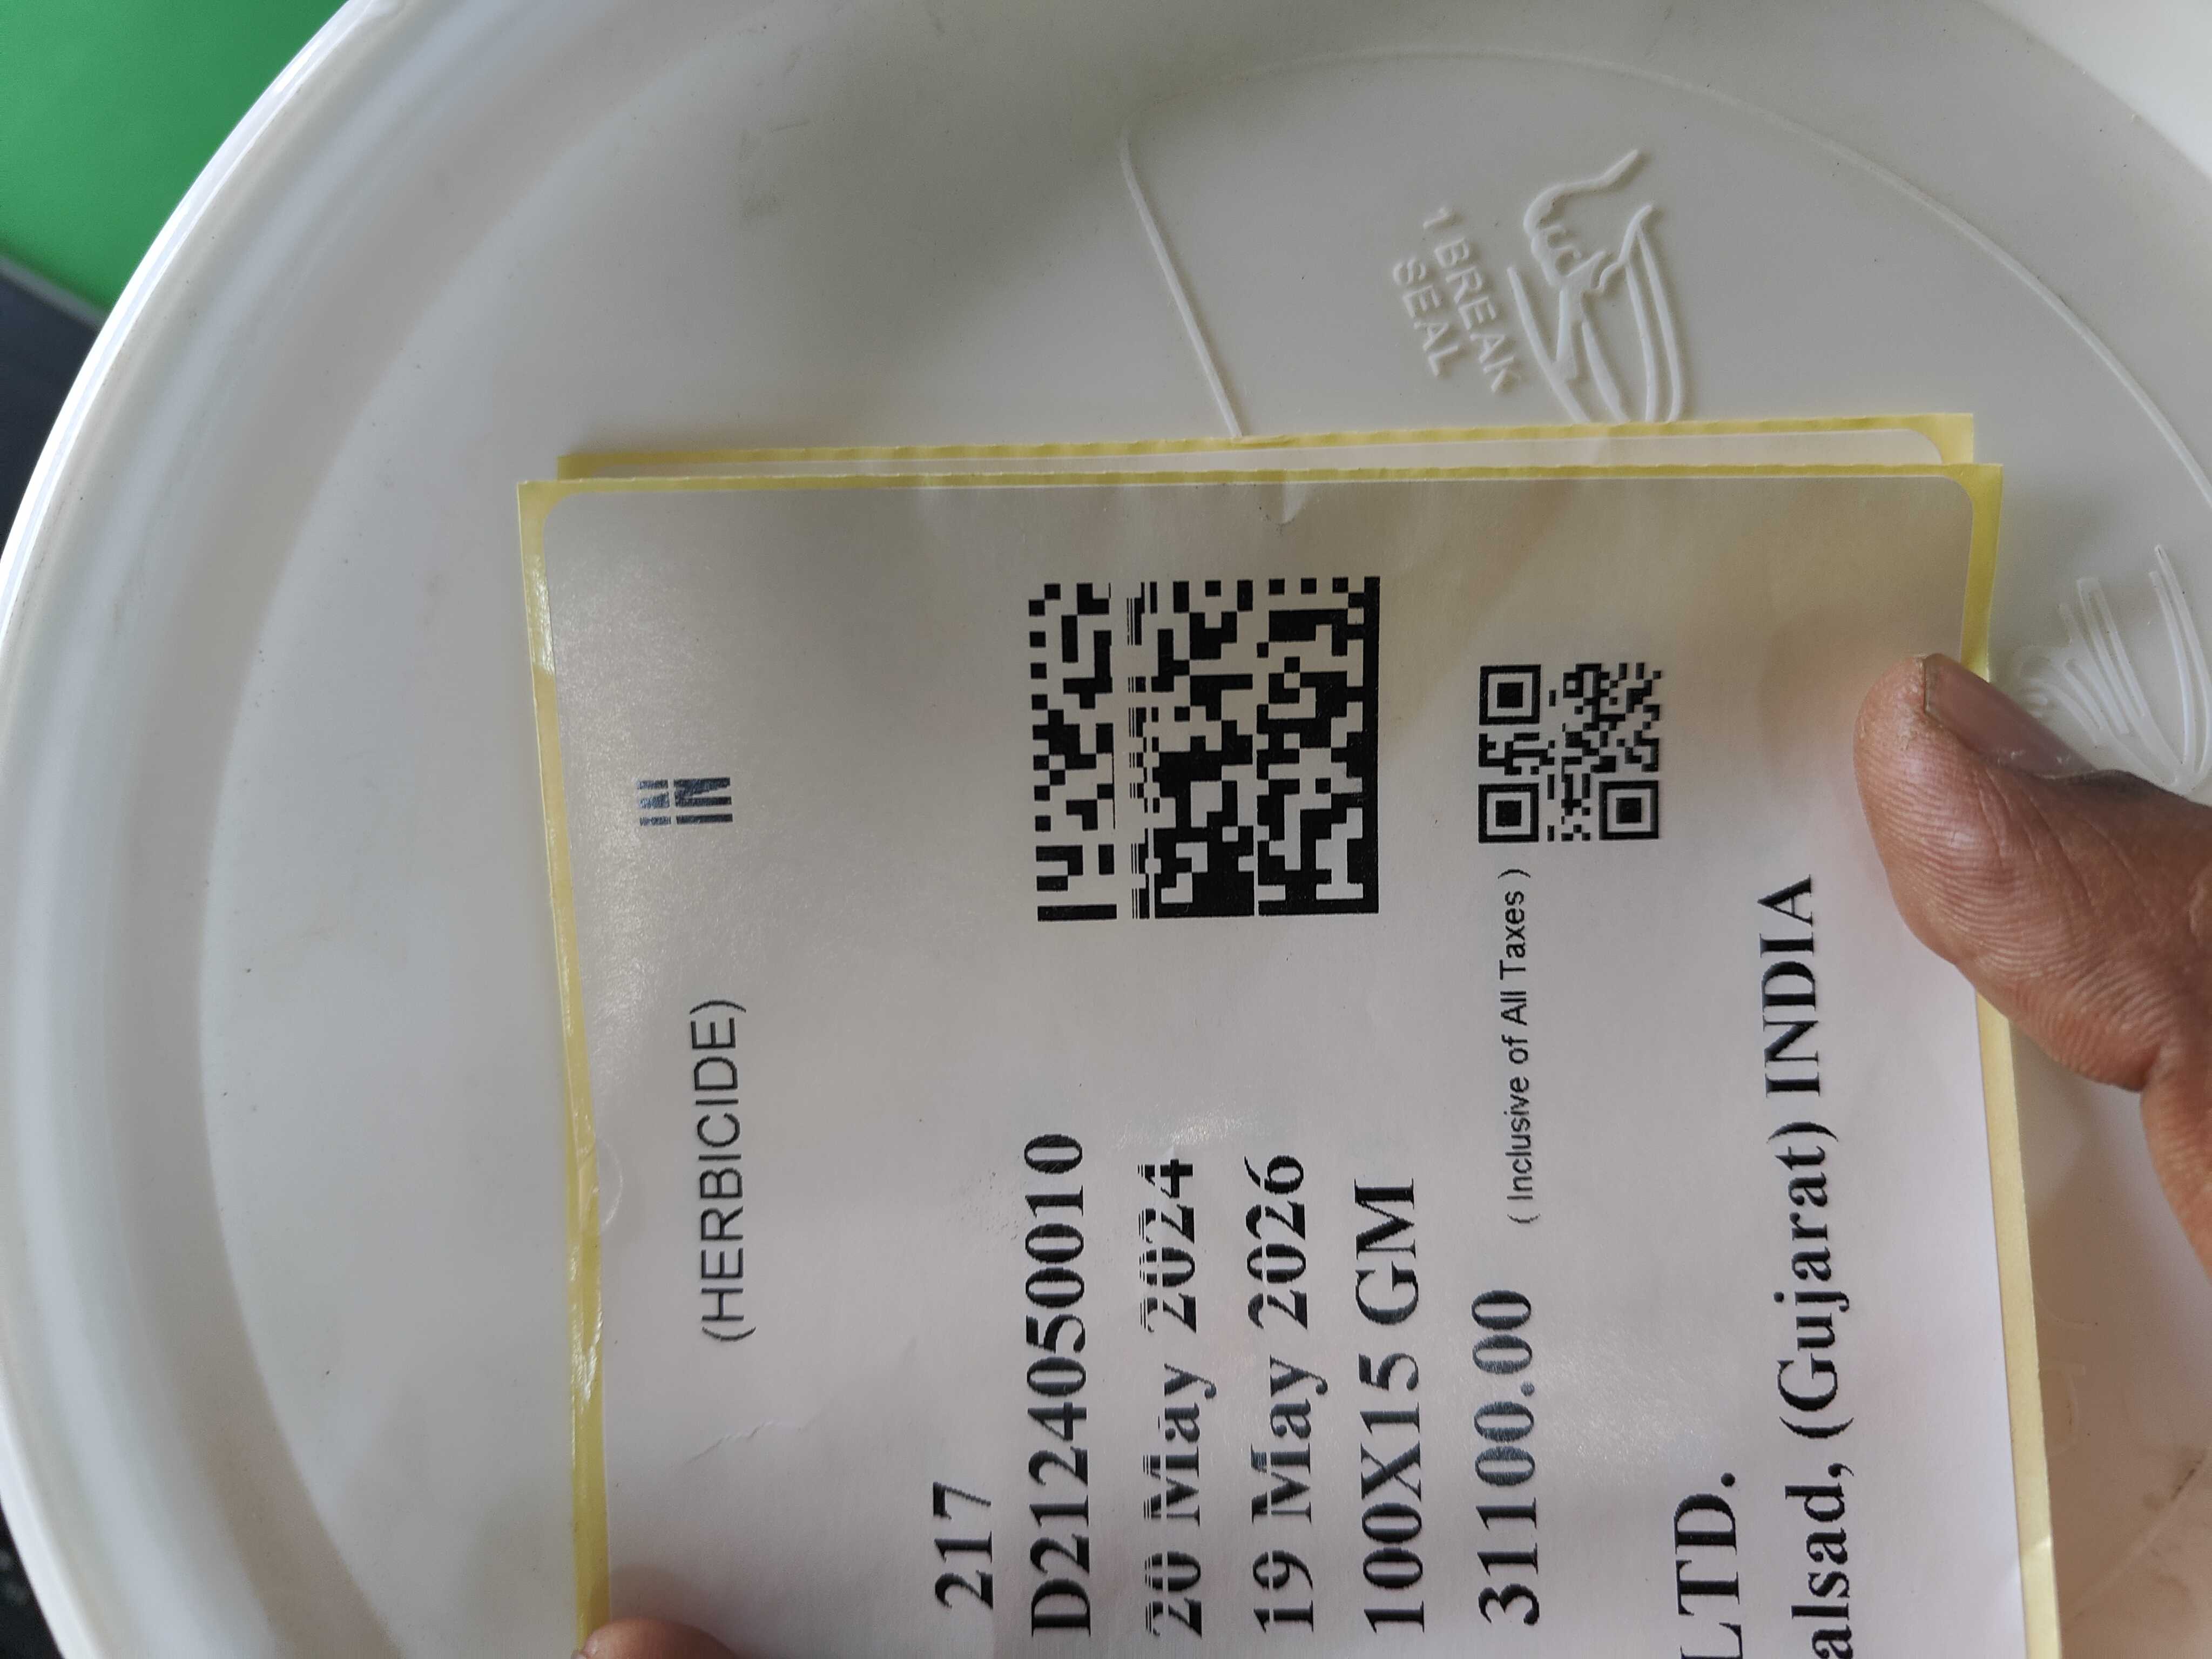 1 BREAK
SEAL
IN
(HERBICIDE)
217
D2124050010
20 May 2024
19 May 2026
100X15 GM
31100.00 ( Inclusive of All Taxes )
LTD.
alsad, (Gujarat) INDIA